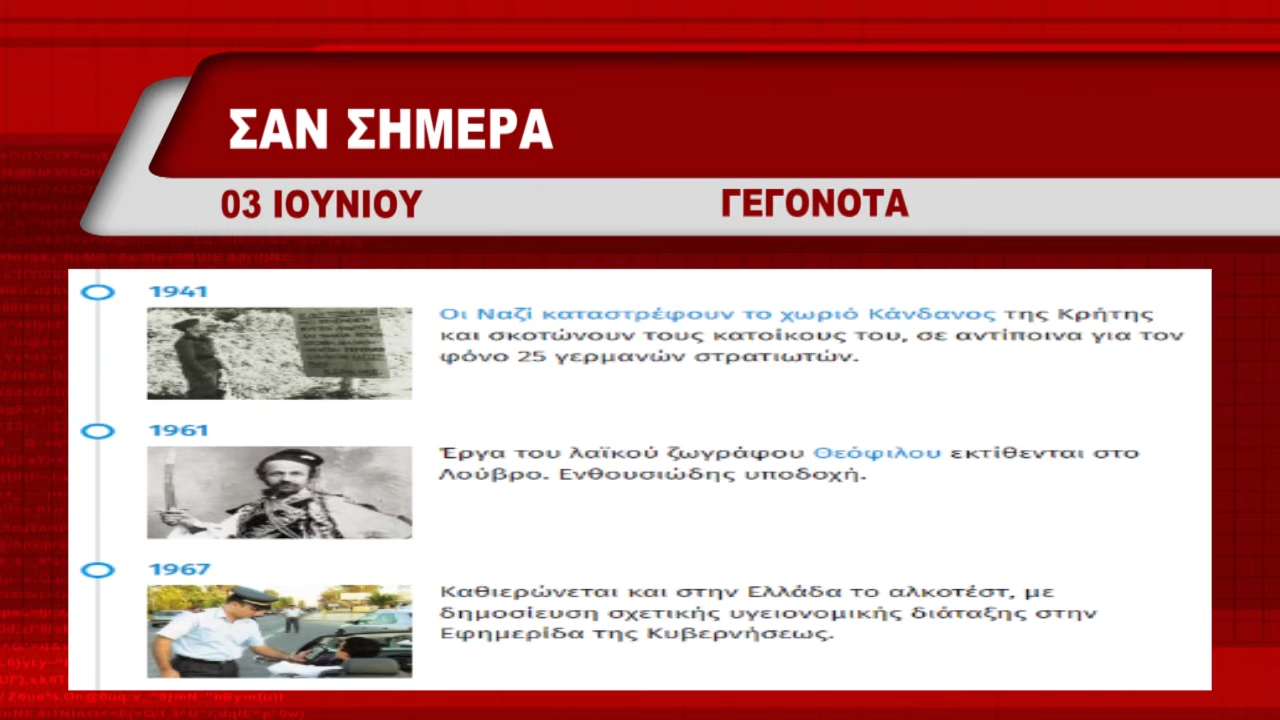 ΣΑΝ ΣΗΜΕΡΑ
03 ΙΟΥΝΙΟΥ ΓΕΓΟΝΟΤΑ
1941
Οι Ναζί καταστρέφουν το χωριό Κάνδανος της Κρήτης
και σκοτώνουν τους κατοίκους του, σε αντίποινα για τον
φόνο 25 γερμανών στρατιωτών.
1961
Έργα του λαϊκού ζωγράφου Θεόφιλου εκτίθενται στο
Λούβρο. Ενθουσιώδης υποδοχή.
1967
Καθιερώνεται και στην Ελλάδα το αλκοτέστ, με
δημοσίευση σχετικής υγειονομικής διάταξης στην
Εφημερίδα της Κυβερνήσεως.